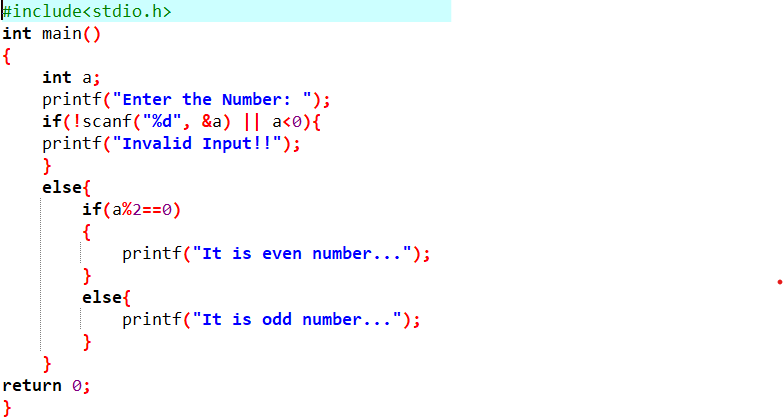 #include<stdio.h>
int main()
{
    int a;
    printf("Enter the Number: ");
    if(!scanf("%d", &a) || a<0){
    printf("Invalid Input!!");
    }
    else{
        if(a%2==0)
        {
            printf("It is even number...");
        }
        else{
            printf("It is odd number...");
        }
    }
return 0;
}